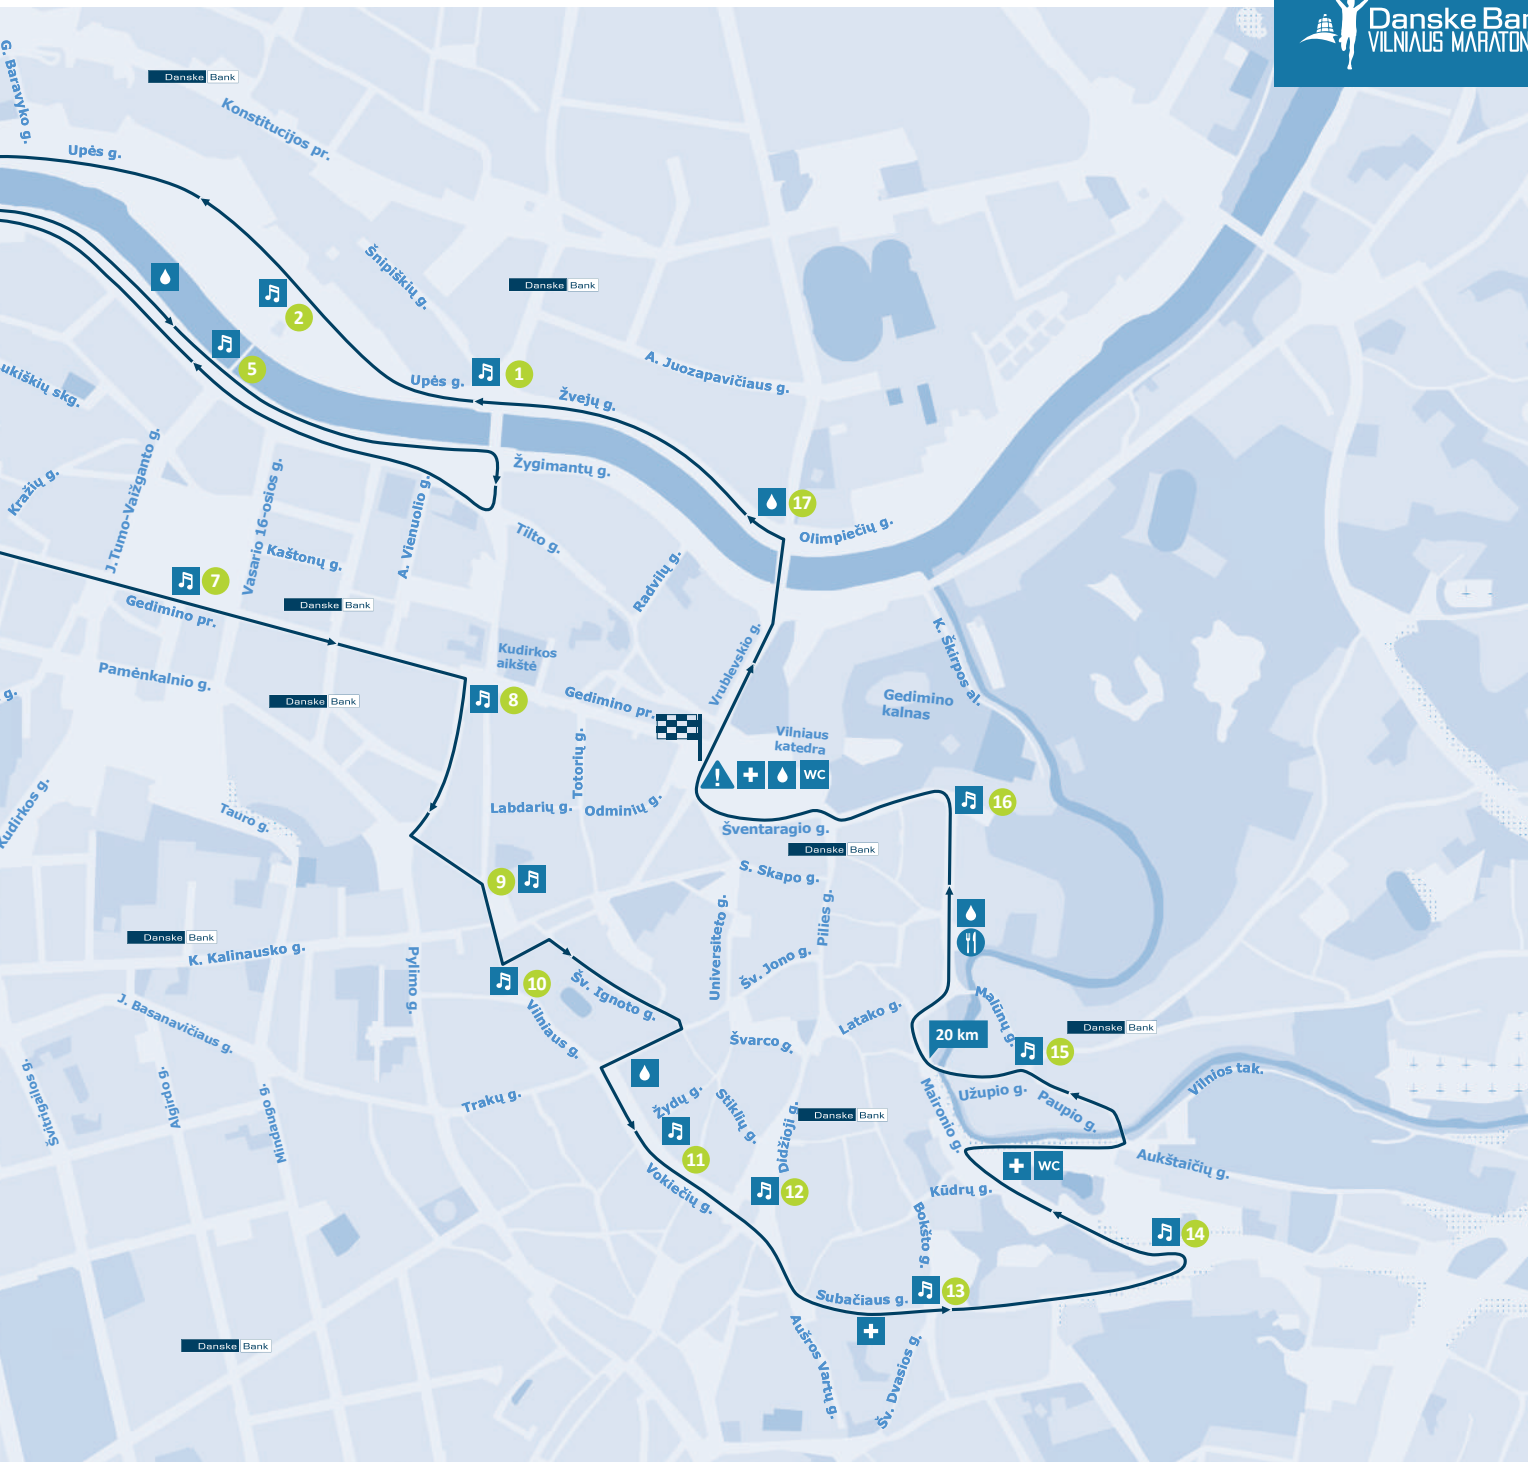 Danske Ban
VILNIAUS MARATON
G. Baravyko g.
Danske Bank
Konstitucijos pr.
Upės g.
Šnipiškių g.
Danske Bank
2
5
1
Upės g.
Žvejų g.
A. Juozapavičiaus g.
ukiškių skg.
Kražių g.
J.Tumo-Vaižganto g.
Vasario 16-osios g.
A. Vienuolio g.
Žygimantų g.
17
Olimpiečių g.
Tilto g.
Kaštonų g.
Radvilų g.
7
Danske Bank
Gedimino pr.
Kudirkos
aikštė
Vrublevskio g.
K. Škirpos al.
Pamėnkalnio g.
g.
Danske Bank
8
Gedimino pr.
Gedimino
kalnas
Vilniaus
katedra
Totorių g.
WC
Kudirkos g.
Tauro g.
Labdarių g.
Odminių g.
16
Šventaragio g.
Danske Bank
S. Skapo g.
9
Universiteto g.
Pilies g.
Danske Bank
K. Kalinausko g.
Pylimo g.
10
Šv. Ignoto g.
Šv. Jono g.
J. Basanavičiaus g.
Vilniaus g.
Latako g.
Malūnų g.
Danske Bank
20 km
Švarco g.
15
Švitrigailos g.
Algirdo g.
Mindaugo g.
Trakų g.
Žydų g.
Stiklių g.
Didžioji g.
Danske Bank
Maironio g.
Užupio g.
Paupio g.
Vilnios tak.
11
Vokiečių g.
12
WC
Aukštaičių g.
Kūdrų g.
Bokšto g.
14
13
Subačiaus g.
Danske Bank
Aušros Vartų g.
Šv. Dvasios g.